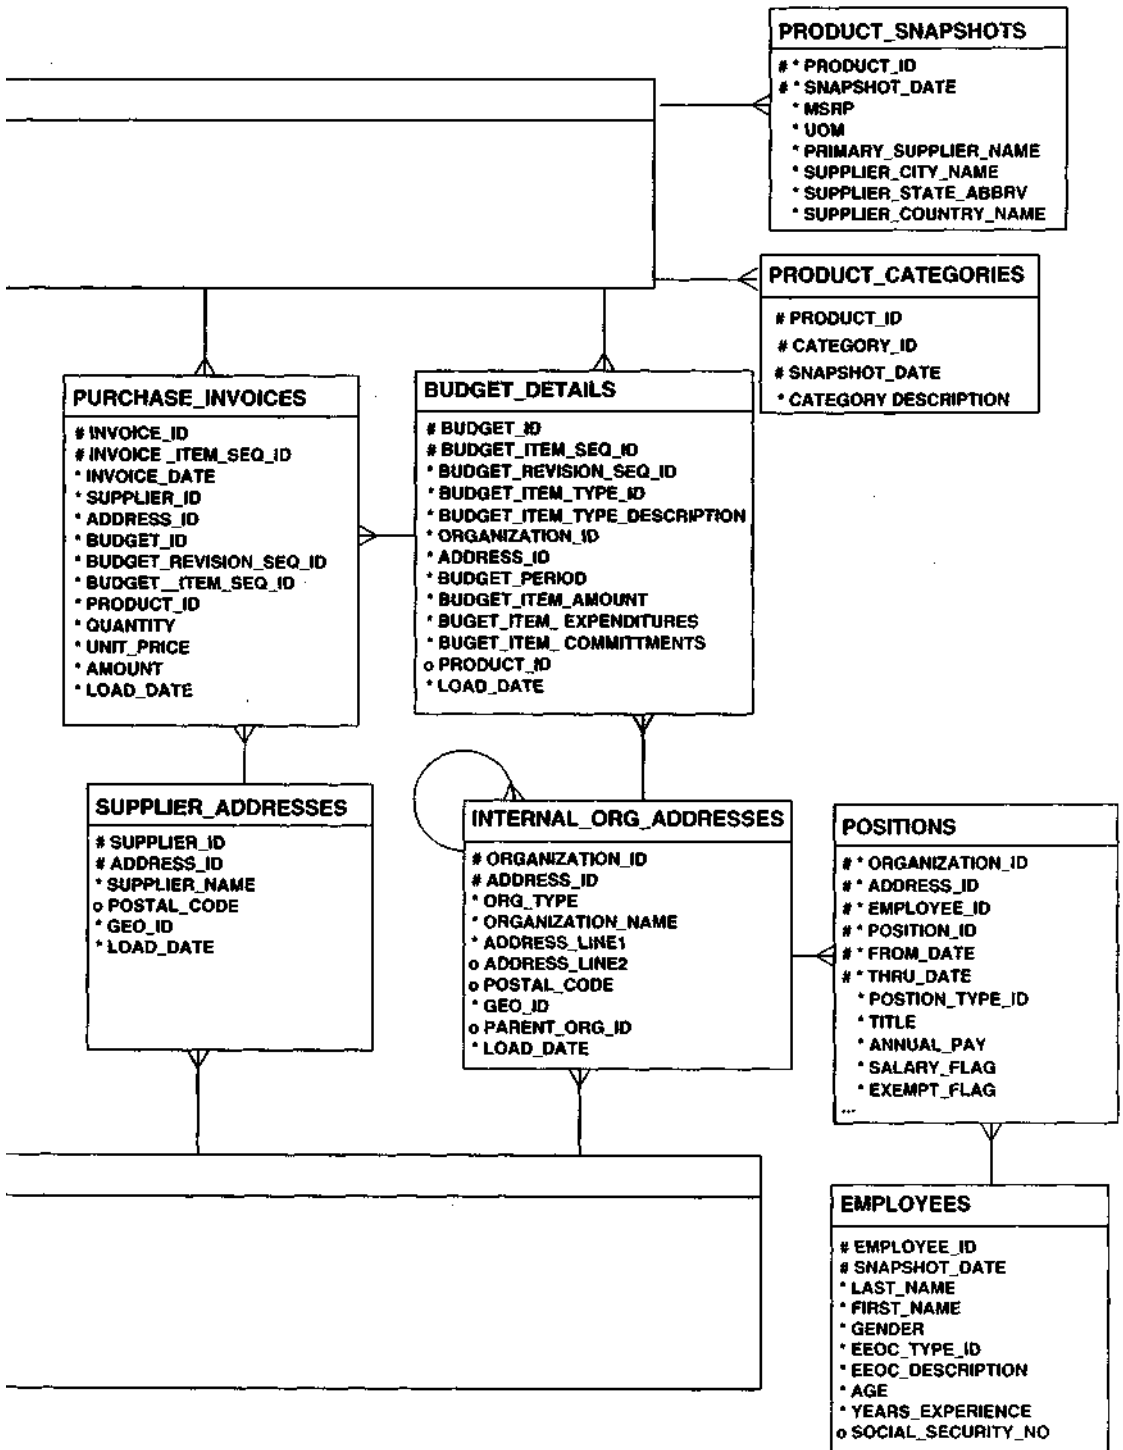 PRODUCT_SNAPSHOTS
# * PRODUCT_ID
# * SNAPSHOT_DATE
* MSRP
* UOM
* PRIMARY_SUPPLIER_NAME
* SUPPLIER_CITY_NAME
* SUPPLIER_STATE_ABBRV
* SUPPLIER_COUNTRY_NAME
PRODUCT_CATEGORIES
# PRODUCT_ID
# CATEGORY_ID
# SNAPSHOT_DATE
* CATEGORY DESCRIPTION
PURCHASE_INVOICES
# INVOICE_ID
# INVOICE _ITEM_SEQ_ID
* INVOICE_DATE
* SUPPLIER_ID
* ADDRESS_ID
* BUDGET_ID
* BUDGET_REVISION_SEQ_ID
* BUDGET__ITEM_SEQ_ID
* PRODUCT_ID
* QUANTITY
* UNIT_PRICE
* AMOUNT
* LOAD_DATE
BUDGET_DETAILS
# BUDGET_ID
# BUDGET_ITEM_SEQ_ID
* BUDGET_REVISION_SEQ_ID
* BUDGET_ITEM_TYPE_ID
* BUDGET_ITEM_TYPE_DESCRIPTION
* ORGANIZATION_ID
* ADDRESS_ID
* BUDGET_PERIOD
* BUDGET_ITEM_AMOUNT
* BUGET_ITEM_ EXPENDITURES
* BUGET_ITEM_ COMMITTMENTS
o PRODUCT_ID
* LOAD_DATE
SUPPLIER_ADDRESSES
# SUPPLIER_ID
# ADDRESS_ID
* SUPPLIER_NAME
o POSTAL_CODE
* GEO_ID
* LOAD_DATE
INTERNAL_ORG_ADDRESSES
# ORGANIZATION_ID
# ADDRESS_ID
* ORG_TYPE
* ORGANIZATION_NAME
* ADDRESS_LINE1
o ADDRESS_LINE2
o POSTAL_CODE
* GEO_ID
o PARENT_ORG_ID
* LOAD_DATE
POSITIONS
# * ORGANIZATION_ID
# * ADDRESS_ID
# * EMPLOYEE_ID
# * POSITION_ID
# * FROM_DATE
# * THRU_DATE
* POSTION_TYPE_ID
* TITLE
* ANNUAL_PAY
* SALARY_FLAG
* EXEMPT_FLAG
...
EMPLOYEES
# EMPLOYEE_ID
# SNAPSHOT_DATE
* LAST_NAME
* FIRST_NAME
* GENDER
* EEOC_TYPE_ID
* EEOC_DESCRIPTION
* AGE
* YEARS_EXPERIENCE
o SOCIAL_SECURITY_NO